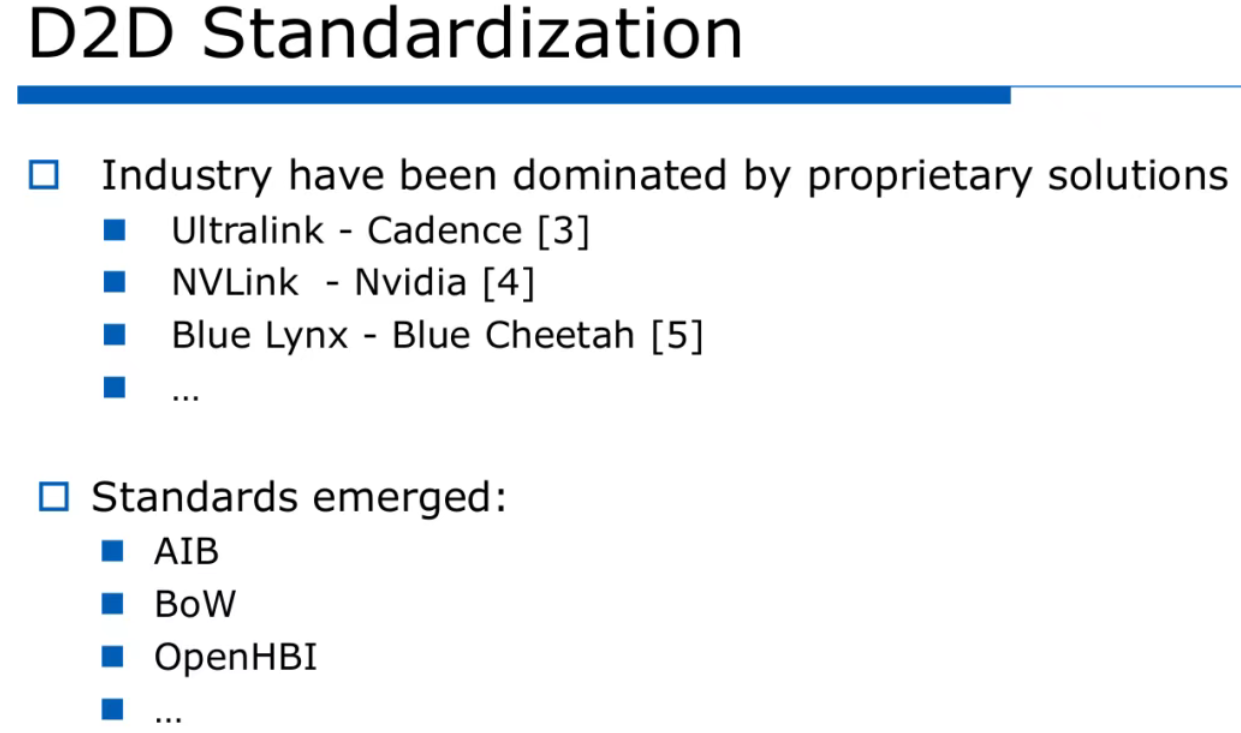 D2D Standardization
Industry have been dominated by proprietary solutions
Ultralink - Cadence [3]
NVLink - Nvidia [4]
Blue Lynx - Blue Cheetah [5]
...
Standards emerged:
AIB
BoW
OpenHBI
...